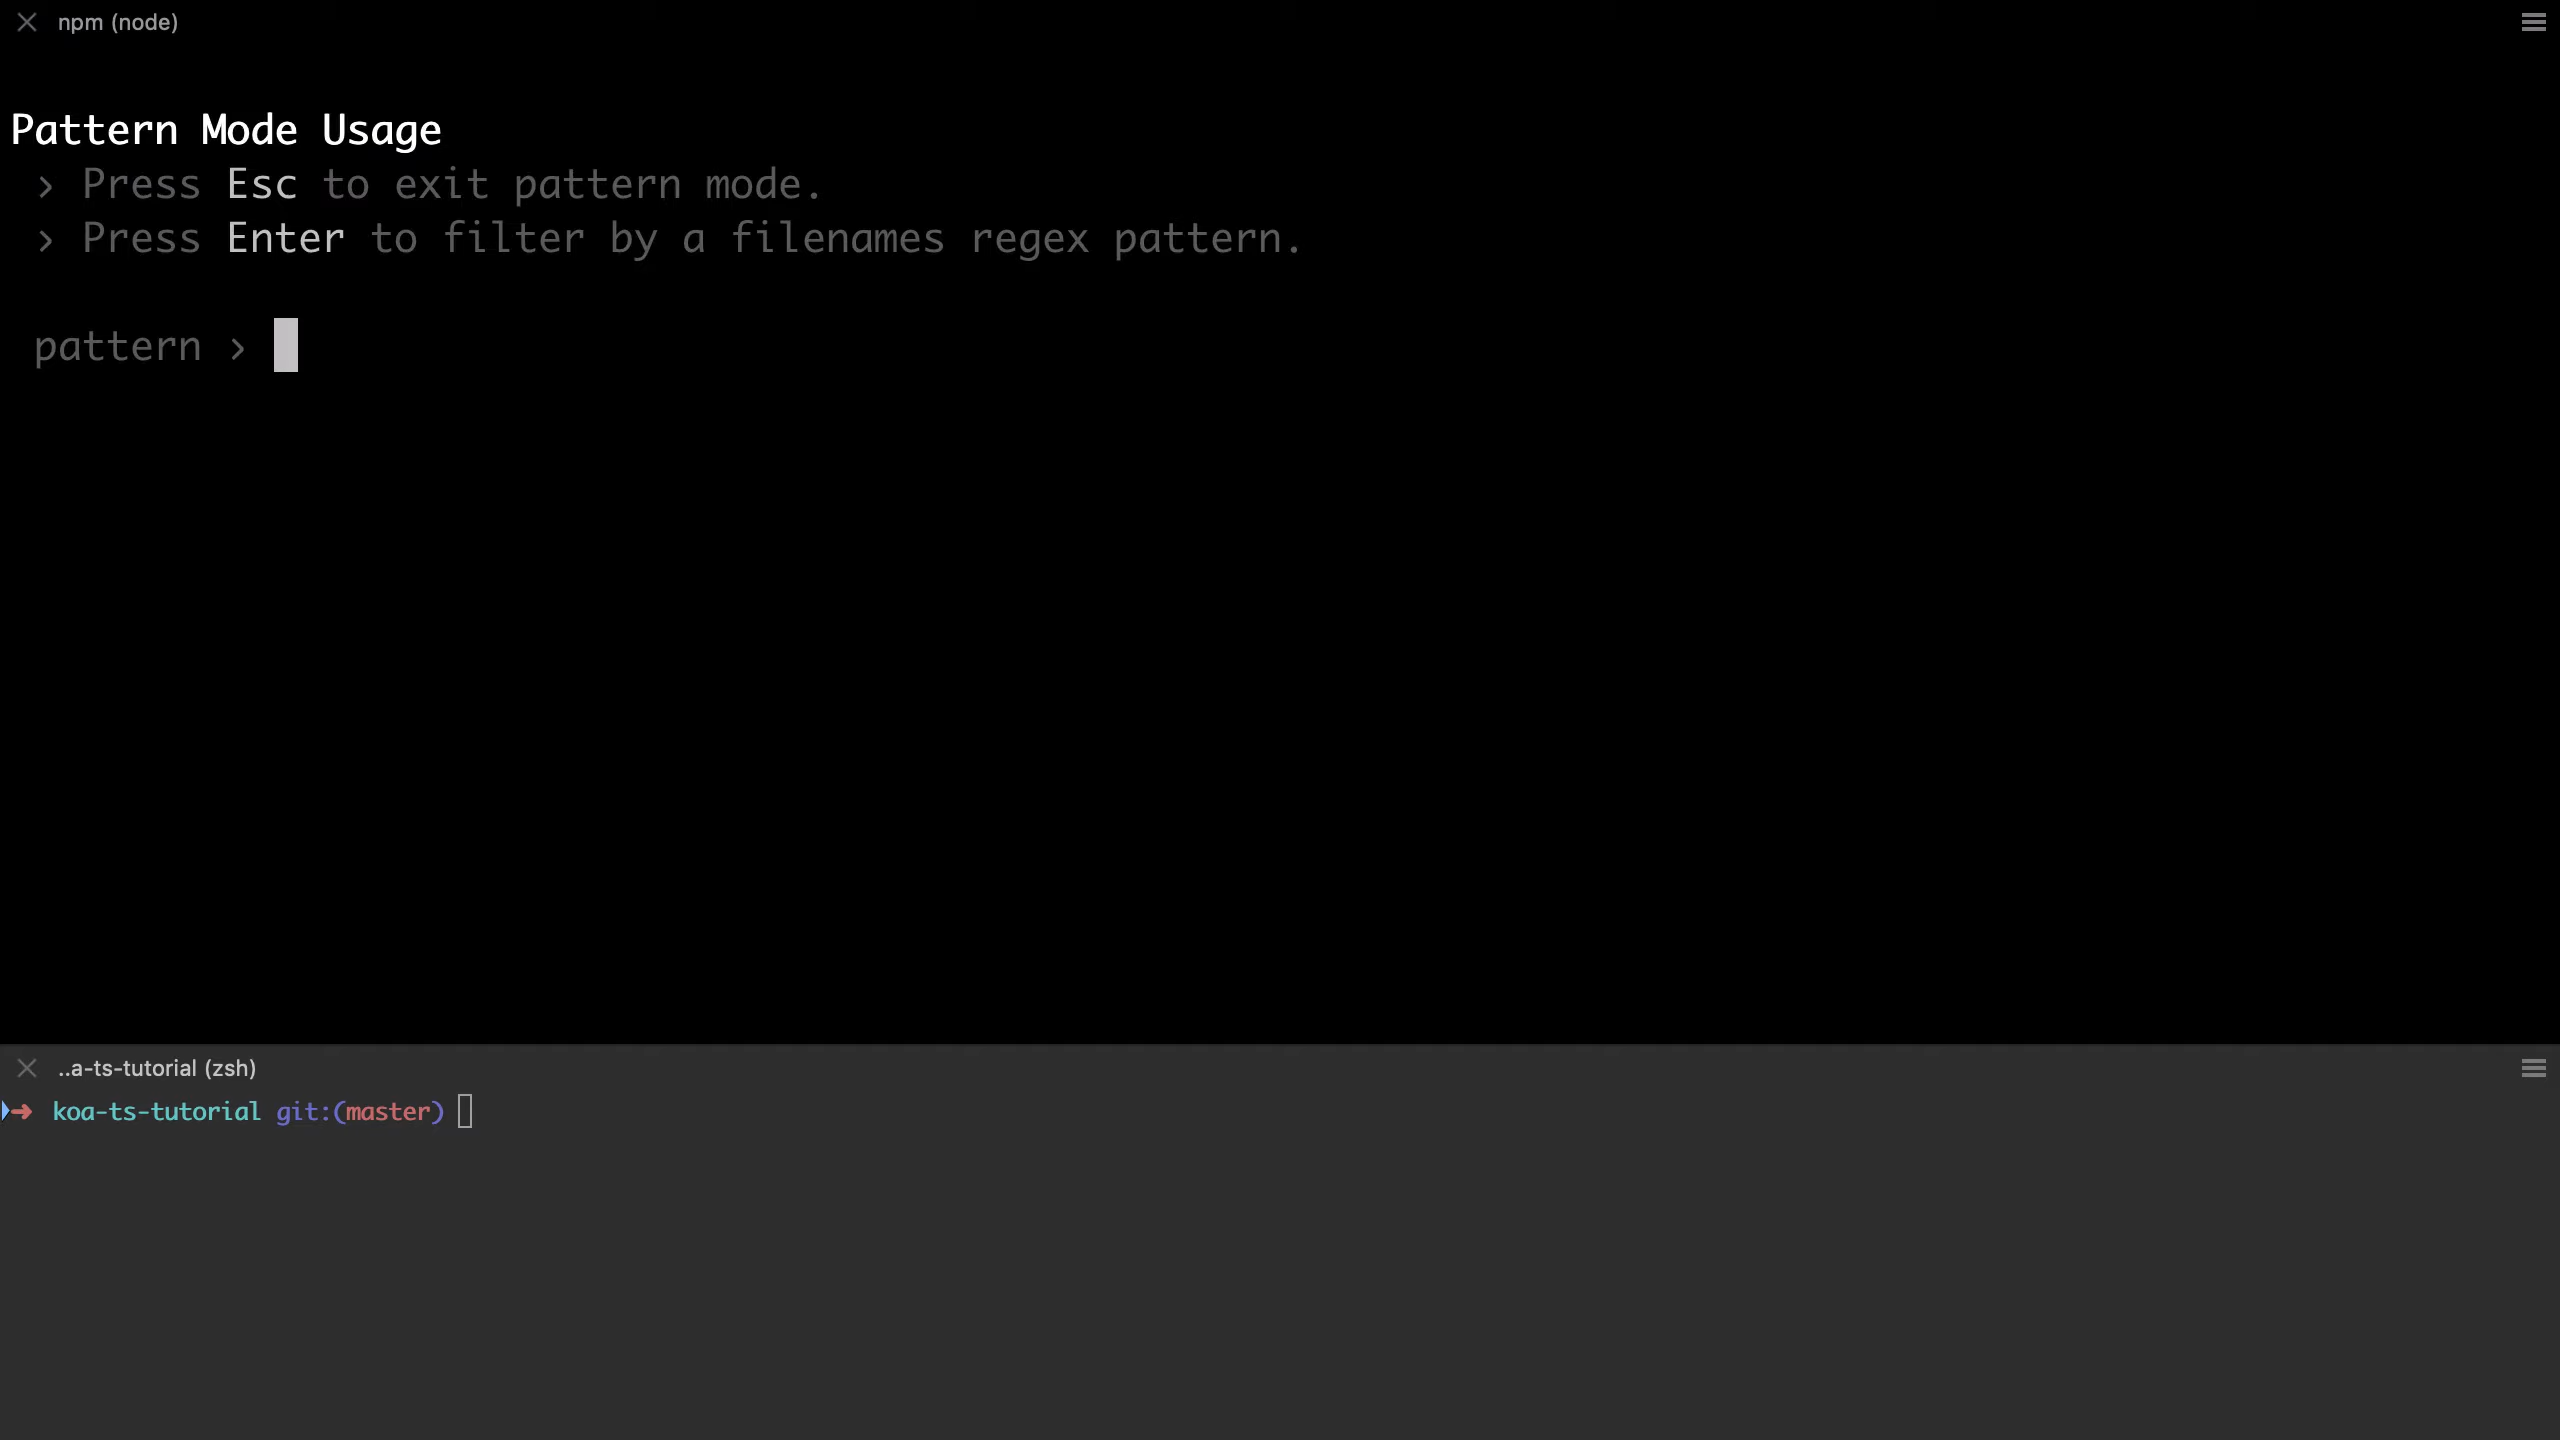 npm (node)
Pattern Mode Usage
› Press Esc to exit pattern mode.
› Press Enter to filter by a filenames regex pattern.
pattern ›
..a-ts-tutorial (zsh)
➜ koa-ts-tutorial git:(master)